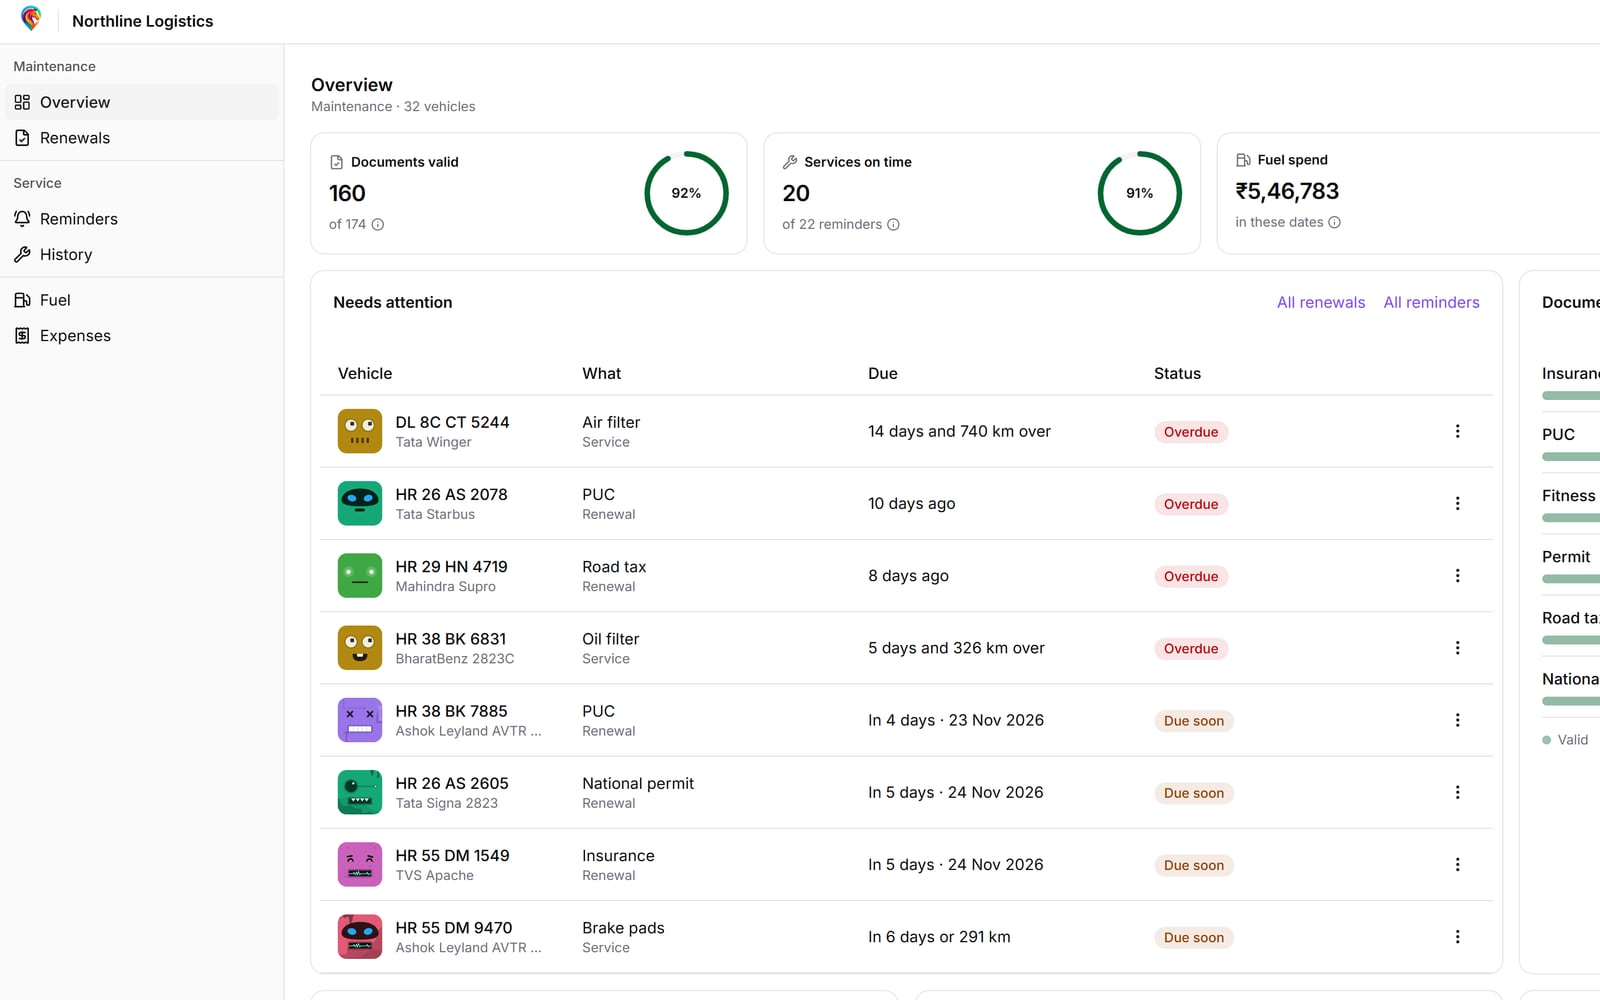 Northline Logistics
Maintenance
Overview
Renewals
Service
Reminders
History
Fuel
Expenses
Overview
Maintenance · 32 vehicles
Documents valid
160
of 174
92%
Services on time
20
of 22 reminders
91%
Fuel spend
₹5,46,783
in these dates
Needs attention
All renewals All reminders
Vehicle What Due Status
DL 8C CT 5244
Tata Winger
Air filter
Service
14 days and 740 km over
Overdue
HR 26 AS 2078
Tata Starbus
PUC
Renewal
10 days ago
Overdue
HR 29 HN 4719
Mahindra Supro
Road tax
Renewal
8 days ago
Overdue
HR 38 BK 6831
BharatBenz 2823C
Oil filter
Service
5 days and 326 km over
Overdue
HR 38 BK 7885
Ashok Leyland AVTR ...
PUC
Renewal
In 4 days · 23 Nov 2026
Due soon
HR 26 AS 2605
Tata Signa 2823
National permit
Renewal
In 5 days · 24 Nov 2026
Due soon
HR 55 DM 1549
TVS Apache
Insurance
Renewal
In 5 days · 24 Nov 2026
Due soon
HR 55 DM 9470
Ashok Leyland AVTR ...
Brake pads
Service
In 6 days or 291 km
Due soon
PUC
Fitness
Permit
Road
Valid